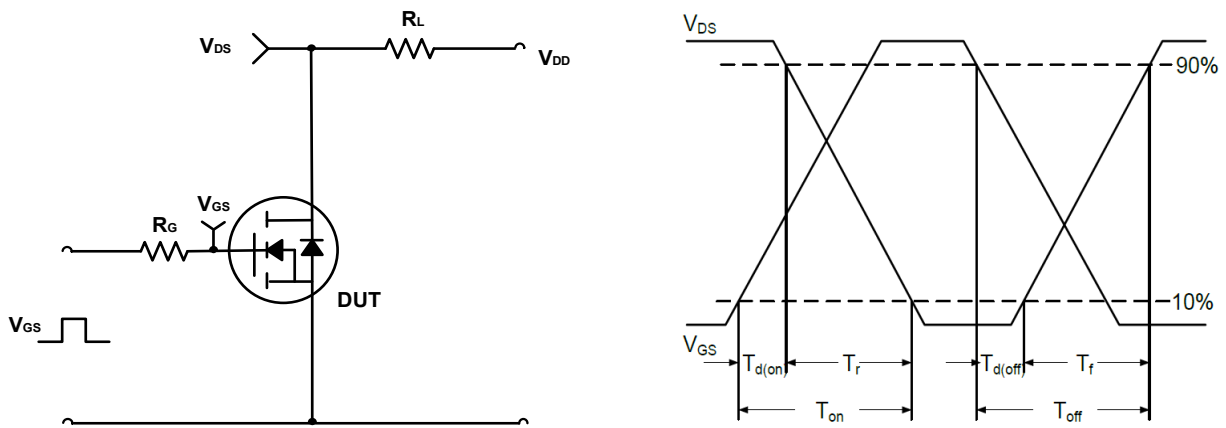 RL
VDS
VDD
VGS
RG
DUT
VGS
VDS
90%
10%
VGS
Td(on)
Tr
Td(off)
Tf
Ton
Toff